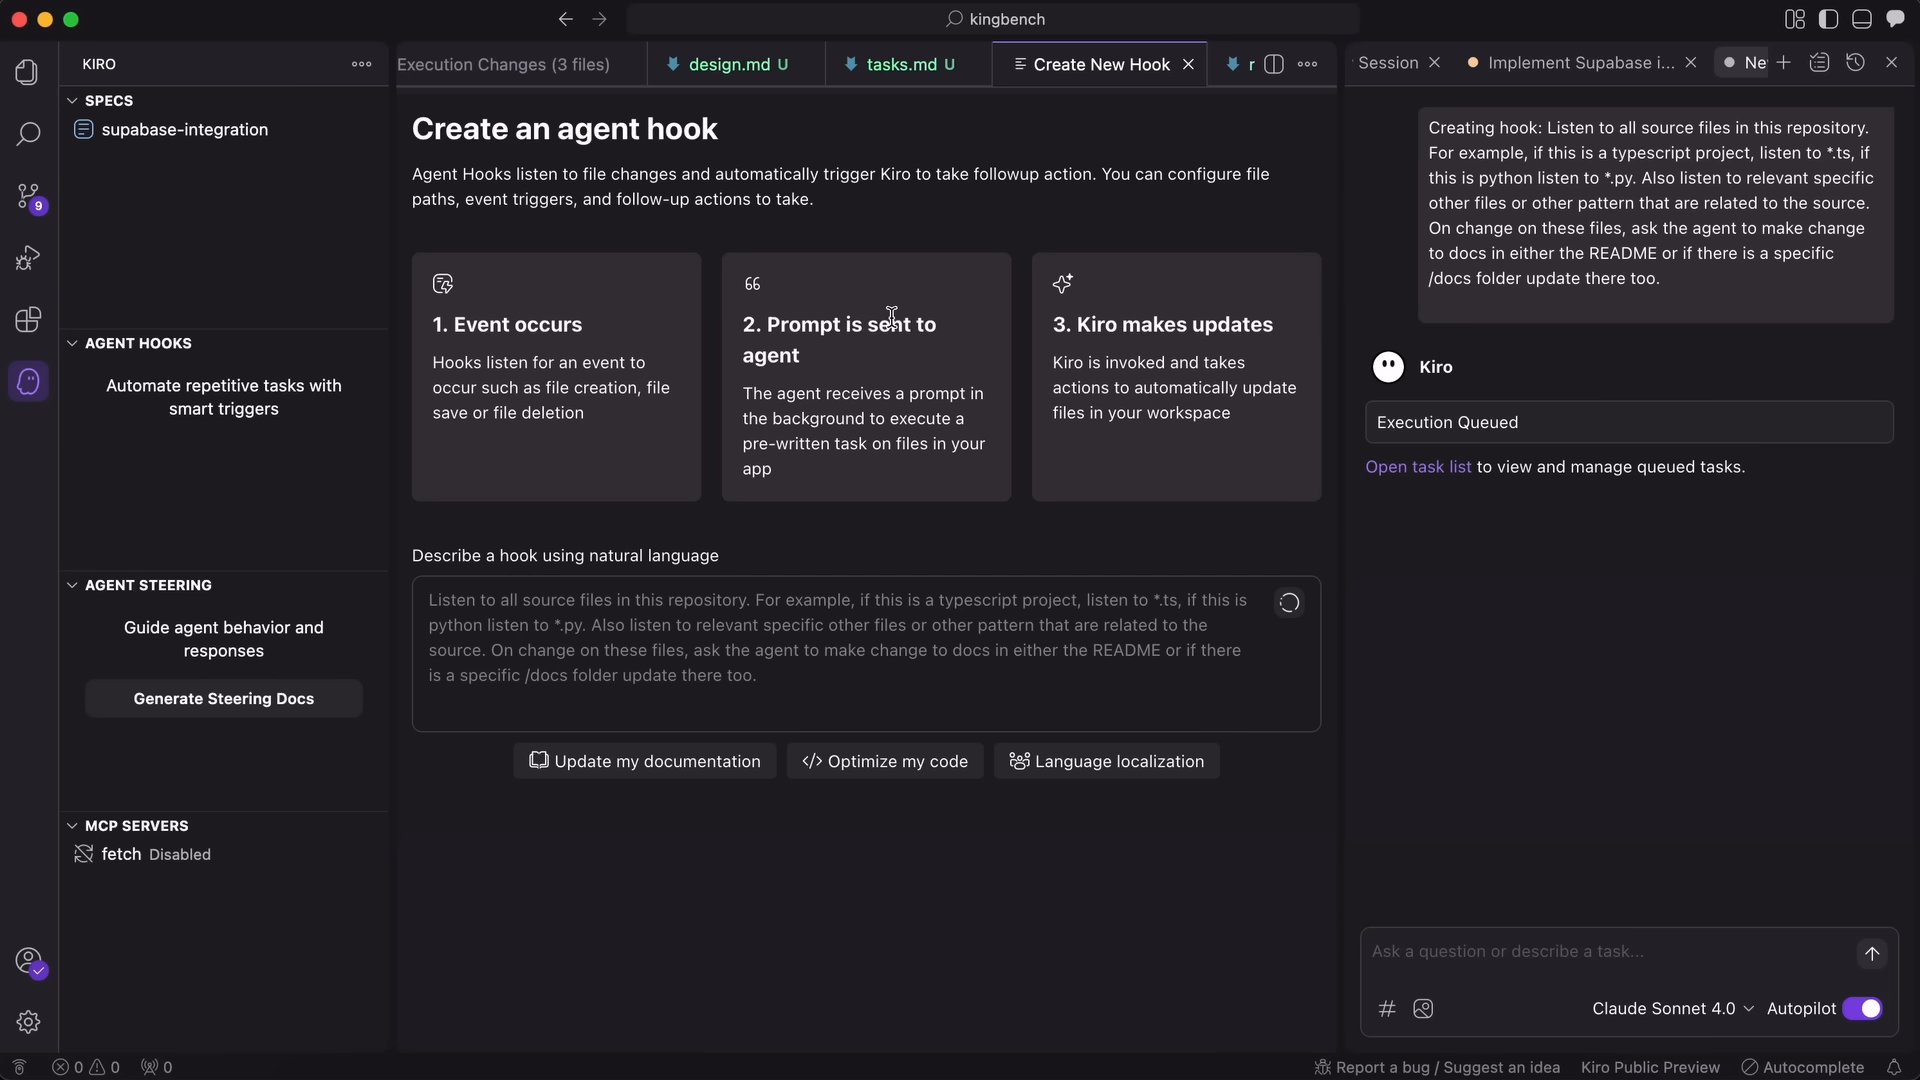 kingbench
KIRO
SPECS
supabase-integration
9
AGENT HOOKS
Automate repetitive tasks with
smart triggers
AGENT STEERING
Guide agent behavior and
responses
Generate Steering Docs
MCP SERVERS
fetch Disabled
Execution Changes (3 files)
design.md U
tasks.md U
Create New Hook
r
Create an agent hook
Agent Hooks listen to file changes and automatically trigger Kiro to take followup action. You can configure file
paths, event triggers, and follow-up actions to take.
1. Event occurs
Hooks listen for an event to
occur such as file creation, file
save or file deletion
2. Prompt is sent to
agent
The agent receives a prompt in
the background to execute a
pre-written task on files in your
app
3. Kiro makes updates
Kiro is invoked and takes
actions to automatically update
files in your workspace
Describe a hook using natural language
Listen to all source files in this repository. For example, if this is a typescript project, listen to *.ts, if this is
python listen to *.py. Also listen to relevant specific other files or other pattern that are related to the
source. On change on these files, ask the agent to make change to docs in either the README or if there
is a specific /docs folder update there too.
Update my documentation
Optimize my code
Language localization
Session
Implement Supabase i...
Ne
Creating hook: Listen to all source files in this repository.
For example, if this is a typescript project, listen to *.ts, if
this is python listen to *.py. Also listen to relevant specific
other files or other pattern that are related to the source.
On change on these files, ask the agent to make change
to docs in either the README or if there is a specific
/docs folder update there too.
Kiro
Execution Queued
Open task list to view and manage queued tasks.
Ask a question or describe a task...
Claude Sonnet 4.0
Autopilot
0 0 0
Report a bug / Suggest an idea
Kiro Public Preview
Autocomplete